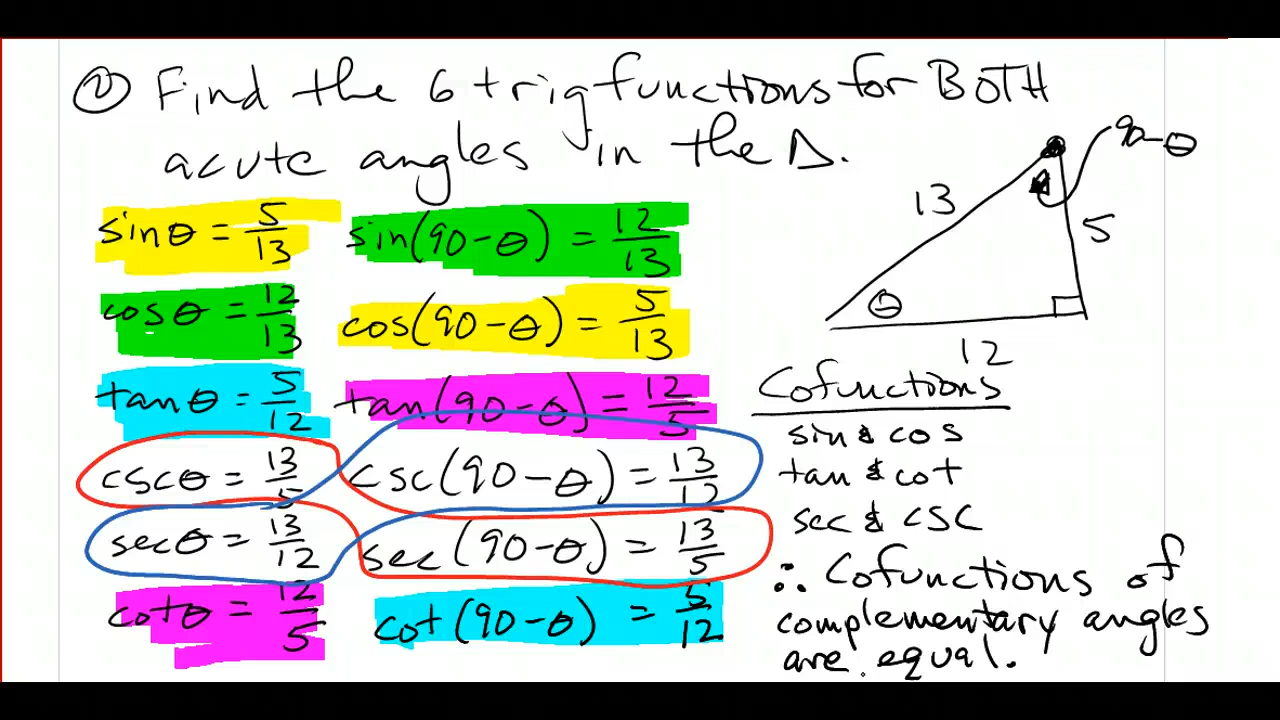 ② Find the 6 trig functions for BOTH
acute angles in the Δ.
sinθ = 5/13
sin(90-θ) = 12/13
cosθ = 12/13
cos(90-θ) = 5/13
tanθ = 5/12
tan(90-θ) = 12/5
cscθ = 13/5
csc(90-θ) = 13/12
secθ = 13/12
sec(90-θ) = 13/5
cotθ = 12/5
cot(90-θ) = 5/12
90-θ
13
5
θ
12
Cofunctions
sin & cos
tan & cot
sec & csc
∴ Cofunctions of
complementary angles
are equal.